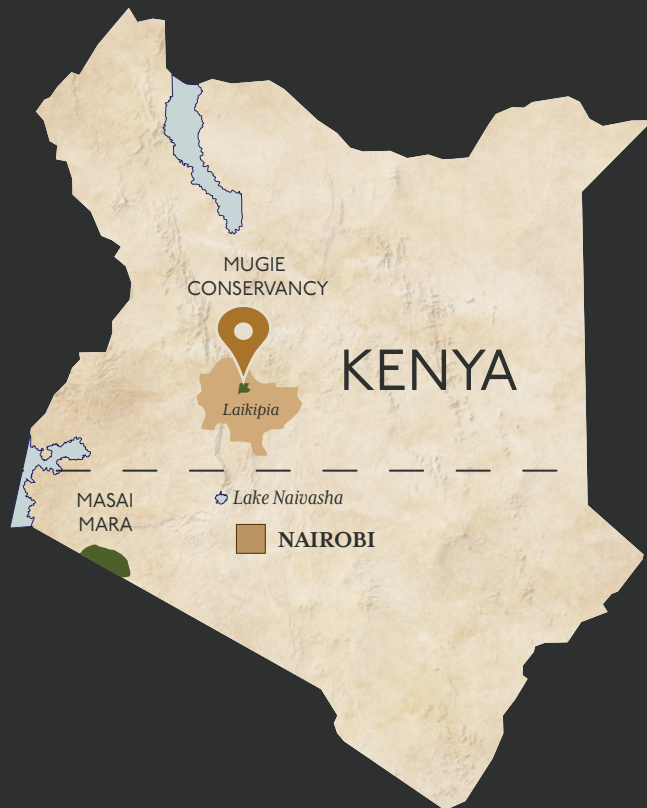 MUGIE
CONSERVANCY
KENYA
Laikipia
MASAI
MARA
Lake Naivasha
NAIROBI